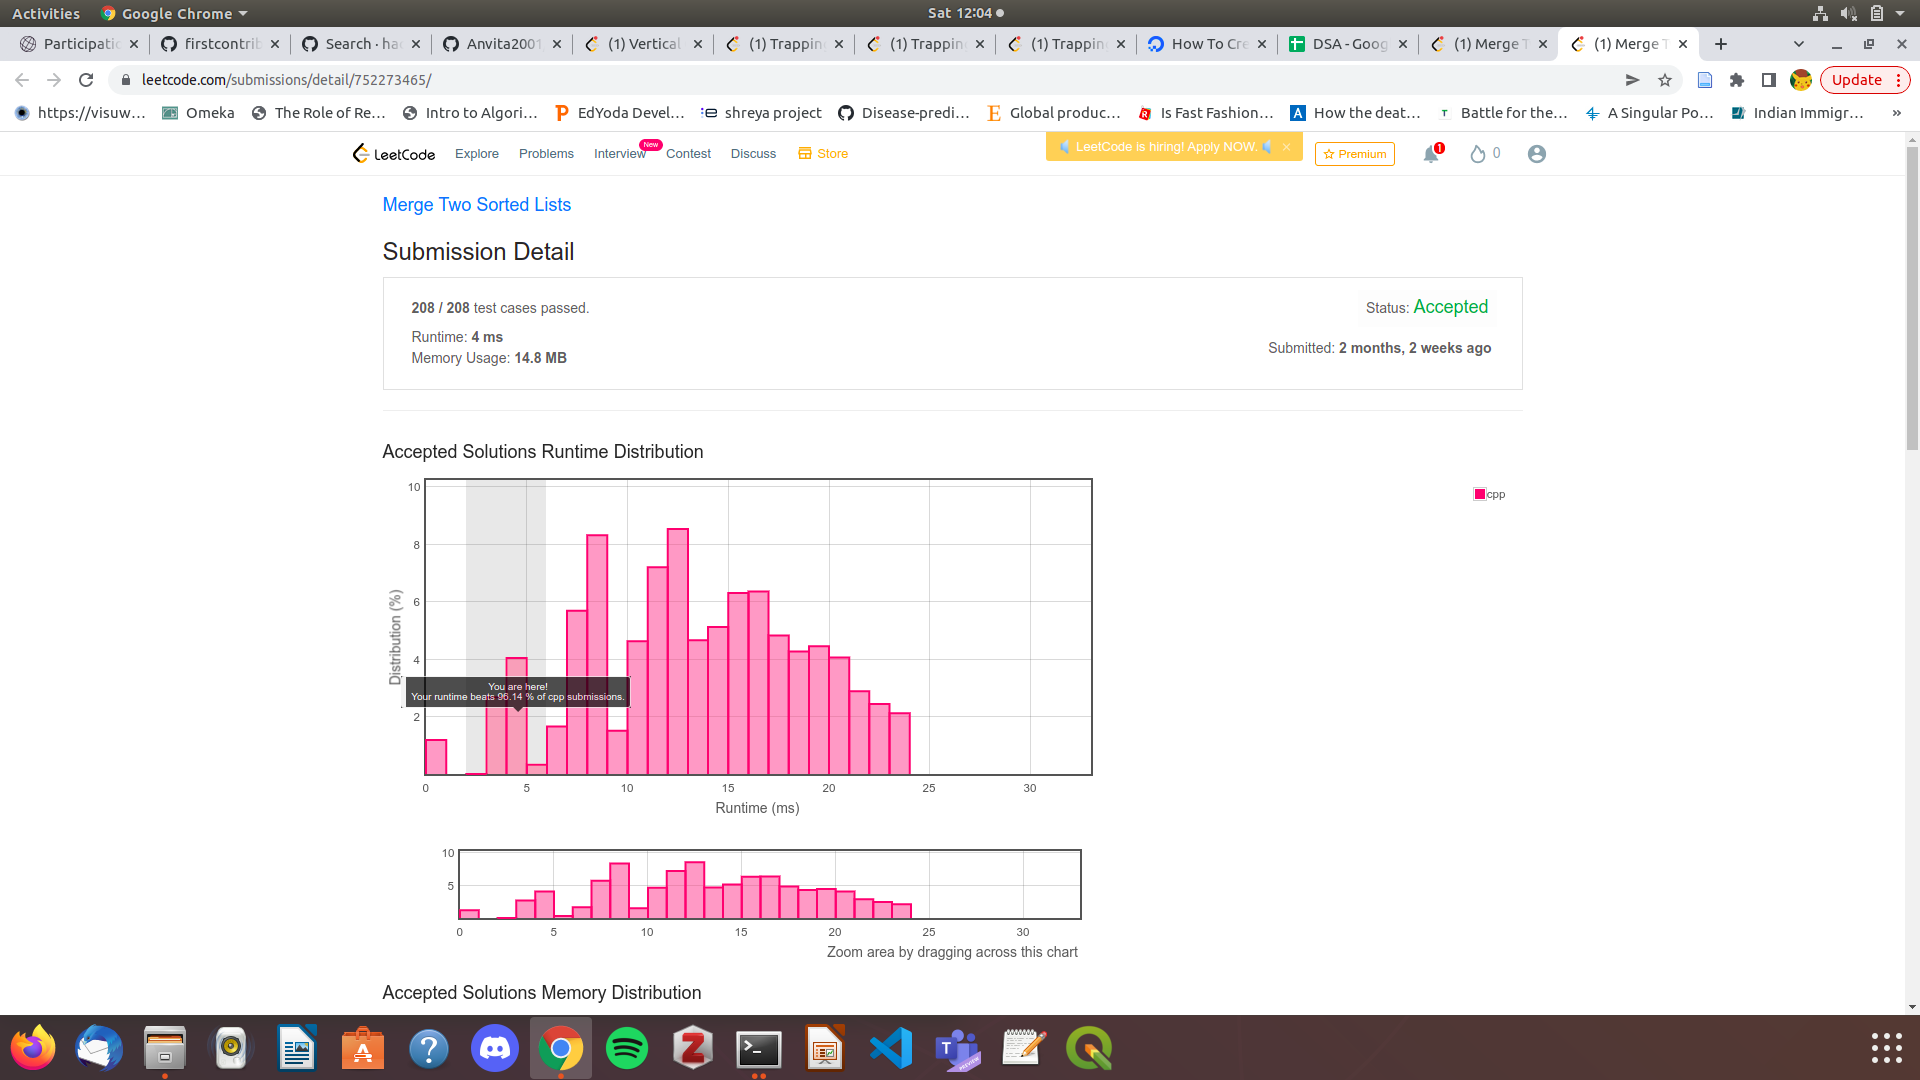 Activities Google Chrome Sat 12:04
Participatio firstcontrib Search · hac Anvita2001 (1) Vertical (1) Trapping (1) Trapping (1) Trapping How To Cre DSA - Goog (1) Merge T (1) Merge T
leetcode.com/submissions/detail/752273465/ Update
https://visuw... Omeka The Role of Re... Intro to Algori... EdYoda Devel... shreya project Disease-predi... Global produc... Is Fast Fashion... How the deat... Battle for the... A Singular Po... Indian Immigr... »
LeetCode Explore Problems Interview New Contest Discuss Store LeetCode is hiring! Apply NOW. × Premium 1 0
Merge Two Sorted Lists
Submission Detail
208 / 208 test cases passed. Status: Accepted
Runtime: 4 ms
Submitted: 2 months, 2 weeks ago
Memory Usage: 14.8 MB
Accepted Solutions Runtime Distribution
cpp
10
8
6
4
2
Distribution (%)
You are here!
Your runtime beats 96.14 % of cpp submissions.
0 5 10 15 20 25 30
Runtime (ms)
10
5
0 5 10 15 20 25 30
Zoom area by dragging across this chart
Accepted Solutions Memory Distribution